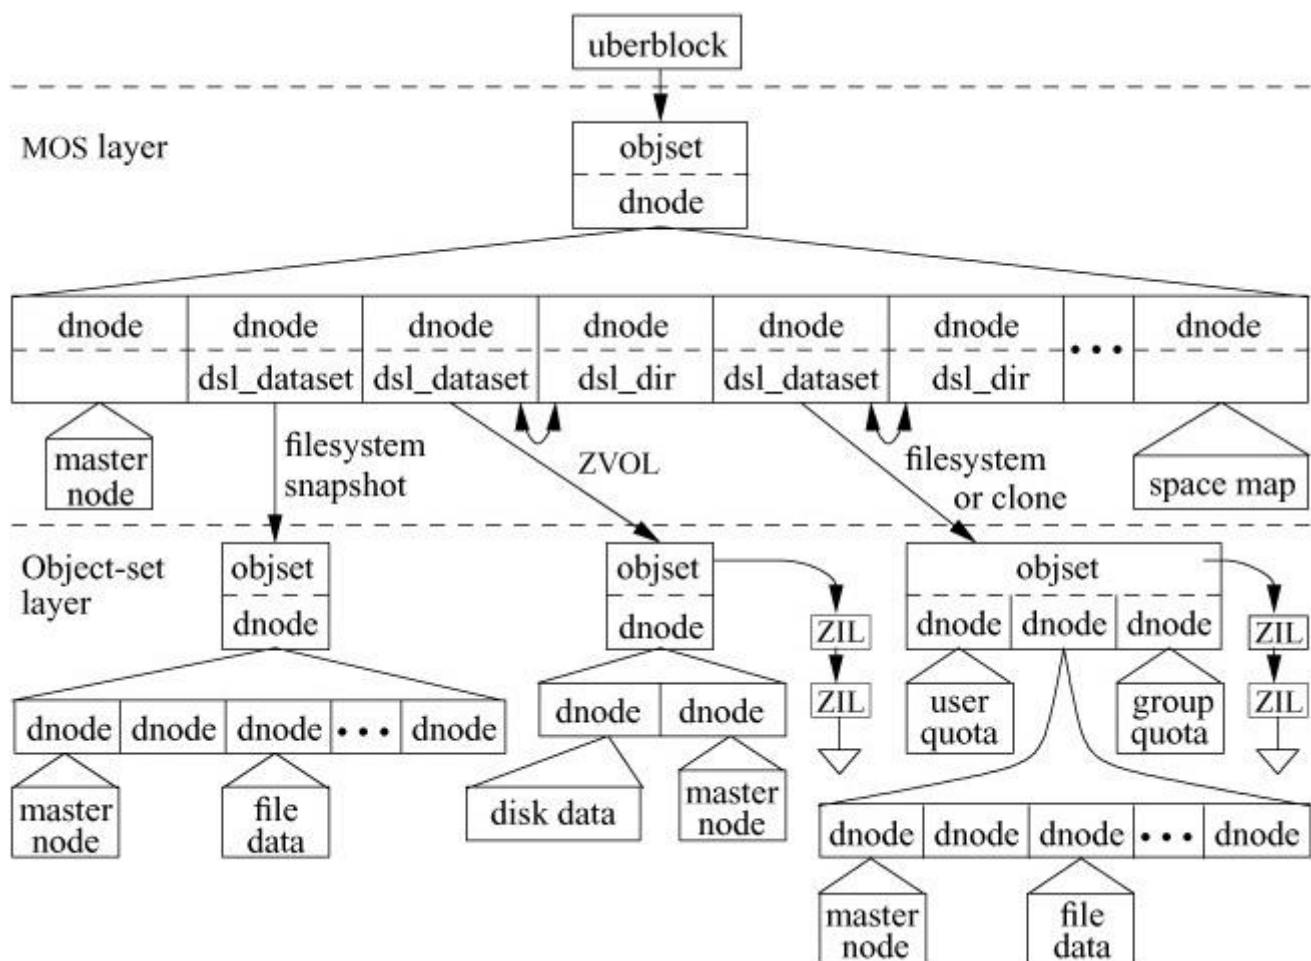 uberblock
MOS layer
objset
dnode
dnode dnode dnode dnode dnode dnode ••• dnode
dsl_dataset dsl_dataset dsl_dir dsl_dataset dsl_dir
master
node
filesystem
snapshot
ZVOL
filesystem
or clone
space map
Object-set
layer
objset
dnode
objset
dnode
ZIL
ZIL
objset
dnode dnode dnode
ZIL
ZIL
user
quota
group
quota
dnode dnode dnode ••• dnode
master
node
file
data
dnode dnode
disk data
master
node
dnode dnode dnode ••• dnode
master
node
file
data